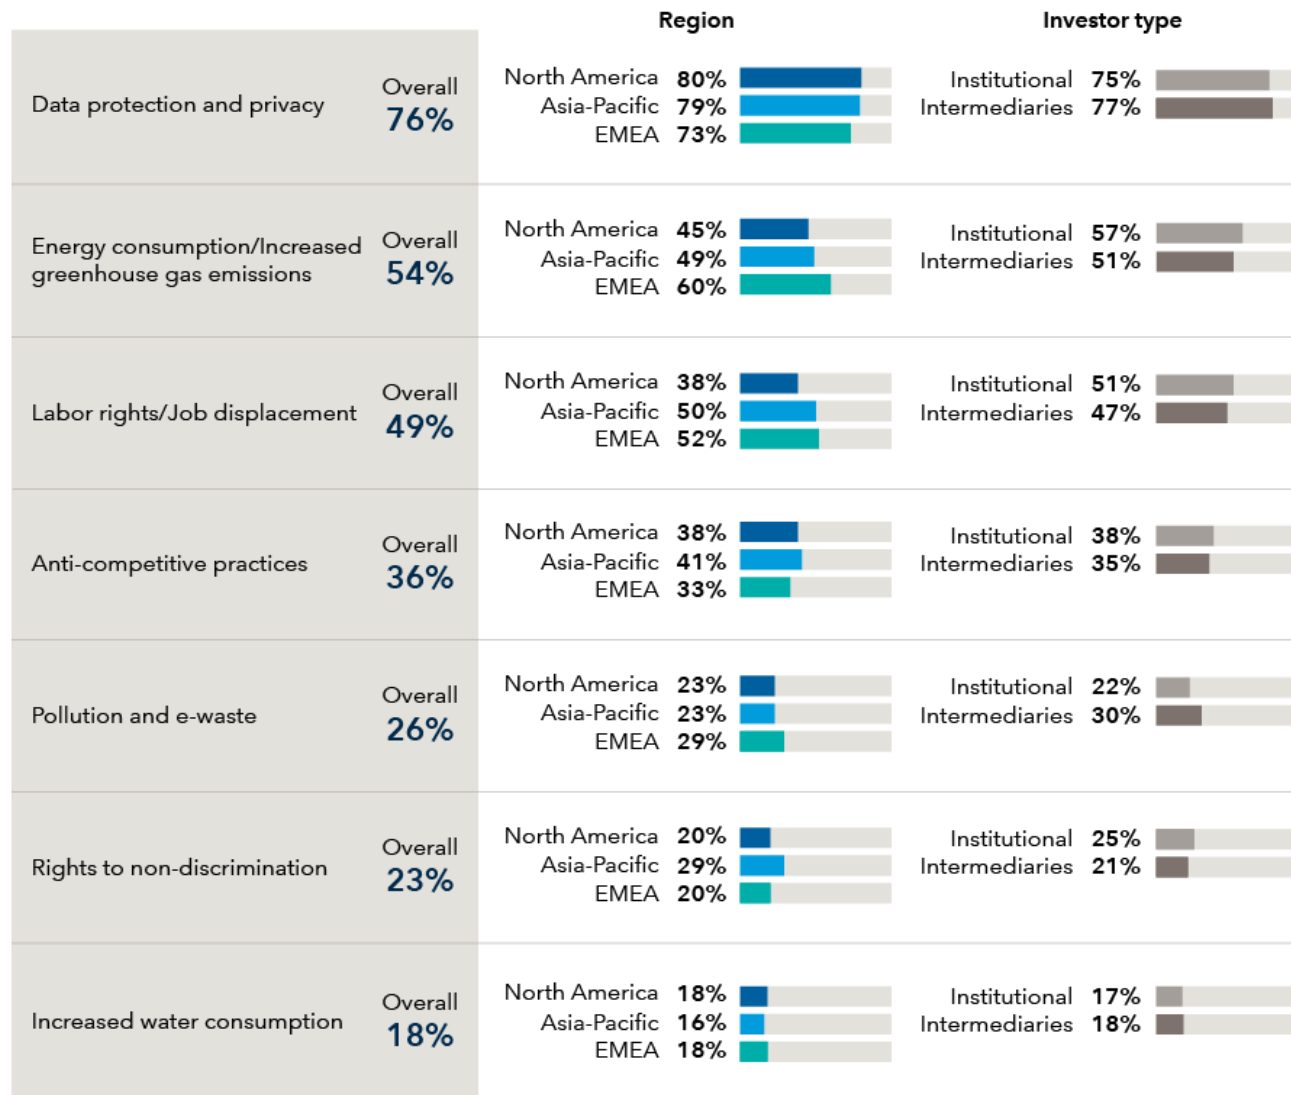 Region
Investor type
Data protection and privacy
Overall
76%
North America 80%
Asia-Pacific 79%
EMEA 73%
Institutional 75%
Intermediaries 77%
Energy consumption/Increased
greenhouse gas emissions
Overall
54%
North America 45%
Asia-Pacific 49%
EMEA 60%
Institutional 57%
Intermediaries 51%
Labor rights/Job displacement
Overall
49%
North America 38%
Asia-Pacific 50%
EMEA 52%
Institutional 51%
Intermediaries 47%
Anti-competitive practices
Overall
36%
North America 38%
Asia-Pacific 41%
EMEA 33%
Institutional 38%
Intermediaries 35%
Pollution and e-waste
Overall
26%
North America 23%
Asia-Pacific 23%
EMEA 29%
Institutional 22%
Intermediaries 30%
Rights to non-discrimination
Overall
23%
North America 20%
Asia-Pacific 29%
EMEA 20%
Institutional 25%
Intermediaries 21%
Increased water consumption
Overall
18%
North America 18%
Asia-Pacific 16%
EMEA 18%
Institutional 17%
Intermediaries 18%